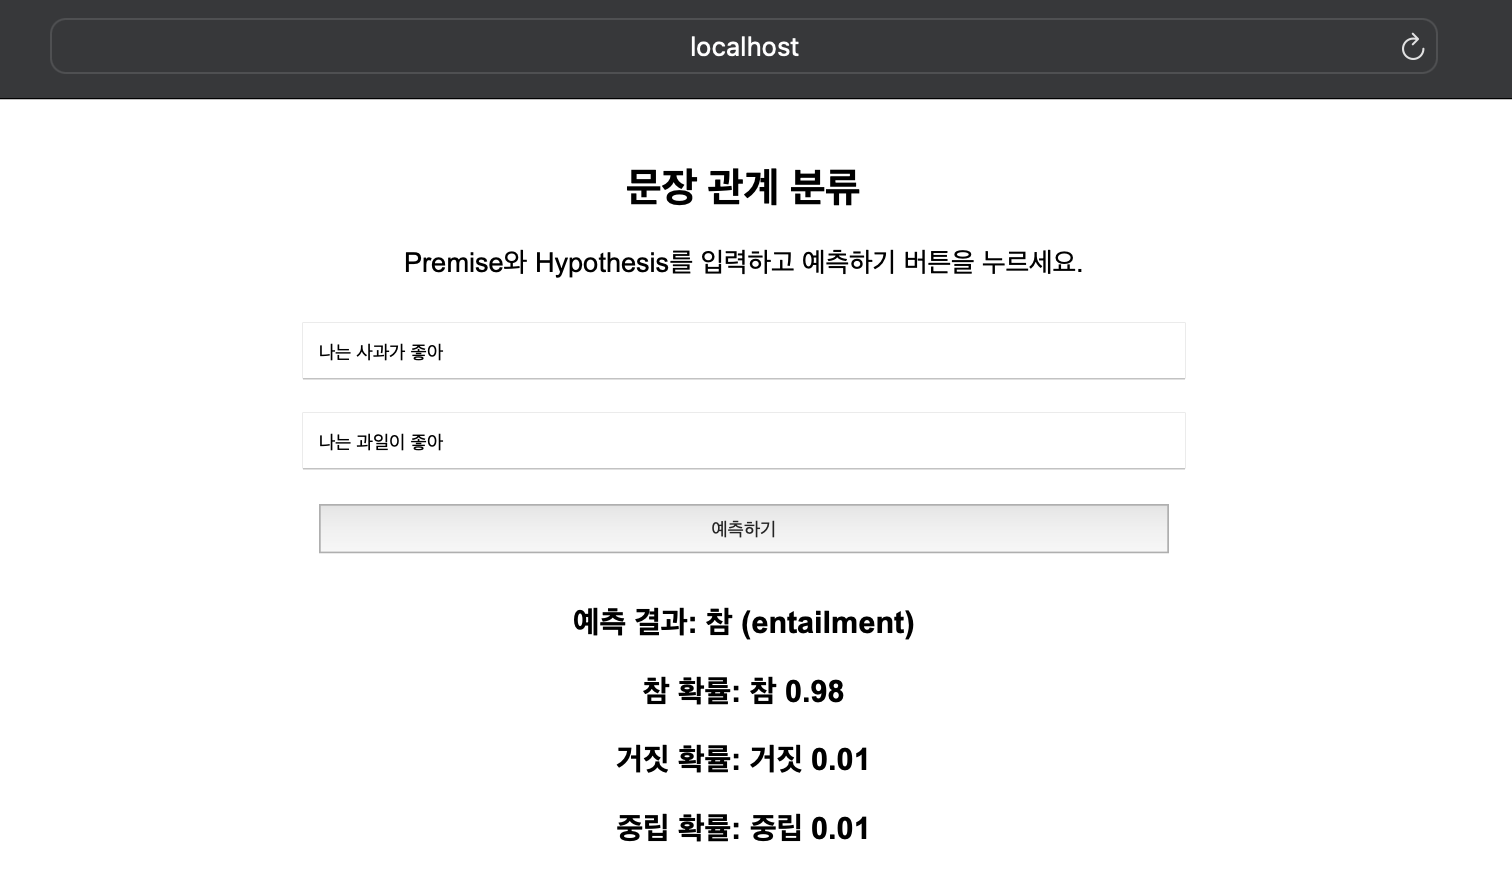 localhost
문장 관계 분류
Premise와 Hypothesis를 입력하고 예측하기 버튼을 누르세요.
나는 사과가 좋아
나는 과일이 좋아
예측하기
예측 결과: 참 (entailment)
참 확률: 참 0.98
거짓 확률: 거짓 0.01
중립 확률: 중립 0.01